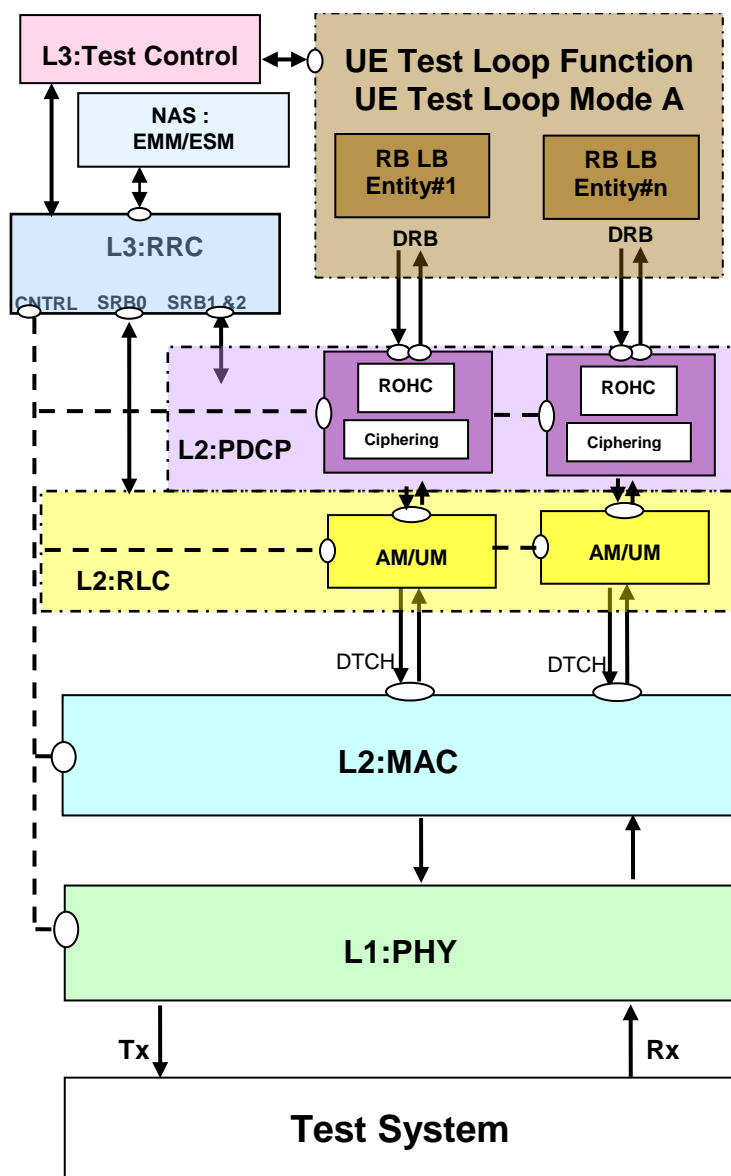 L3:Test Control
UE Test Loop Function
UE Test Loop Mode A
NAS :
EMM/ESM
RB LB
Entity#1
RB LB
Entity#n
DRB
DRB
L3:RRC
CNTRL
SRB0
SRB1 &2
ROHC
Ciphering
ROHC
Ciphering
L2:PDCP
AM/UM
AM/UM
L2:RLC
DTCH
DTCH
L2:MAC
L1:PHY
Tx
Rx
Test System